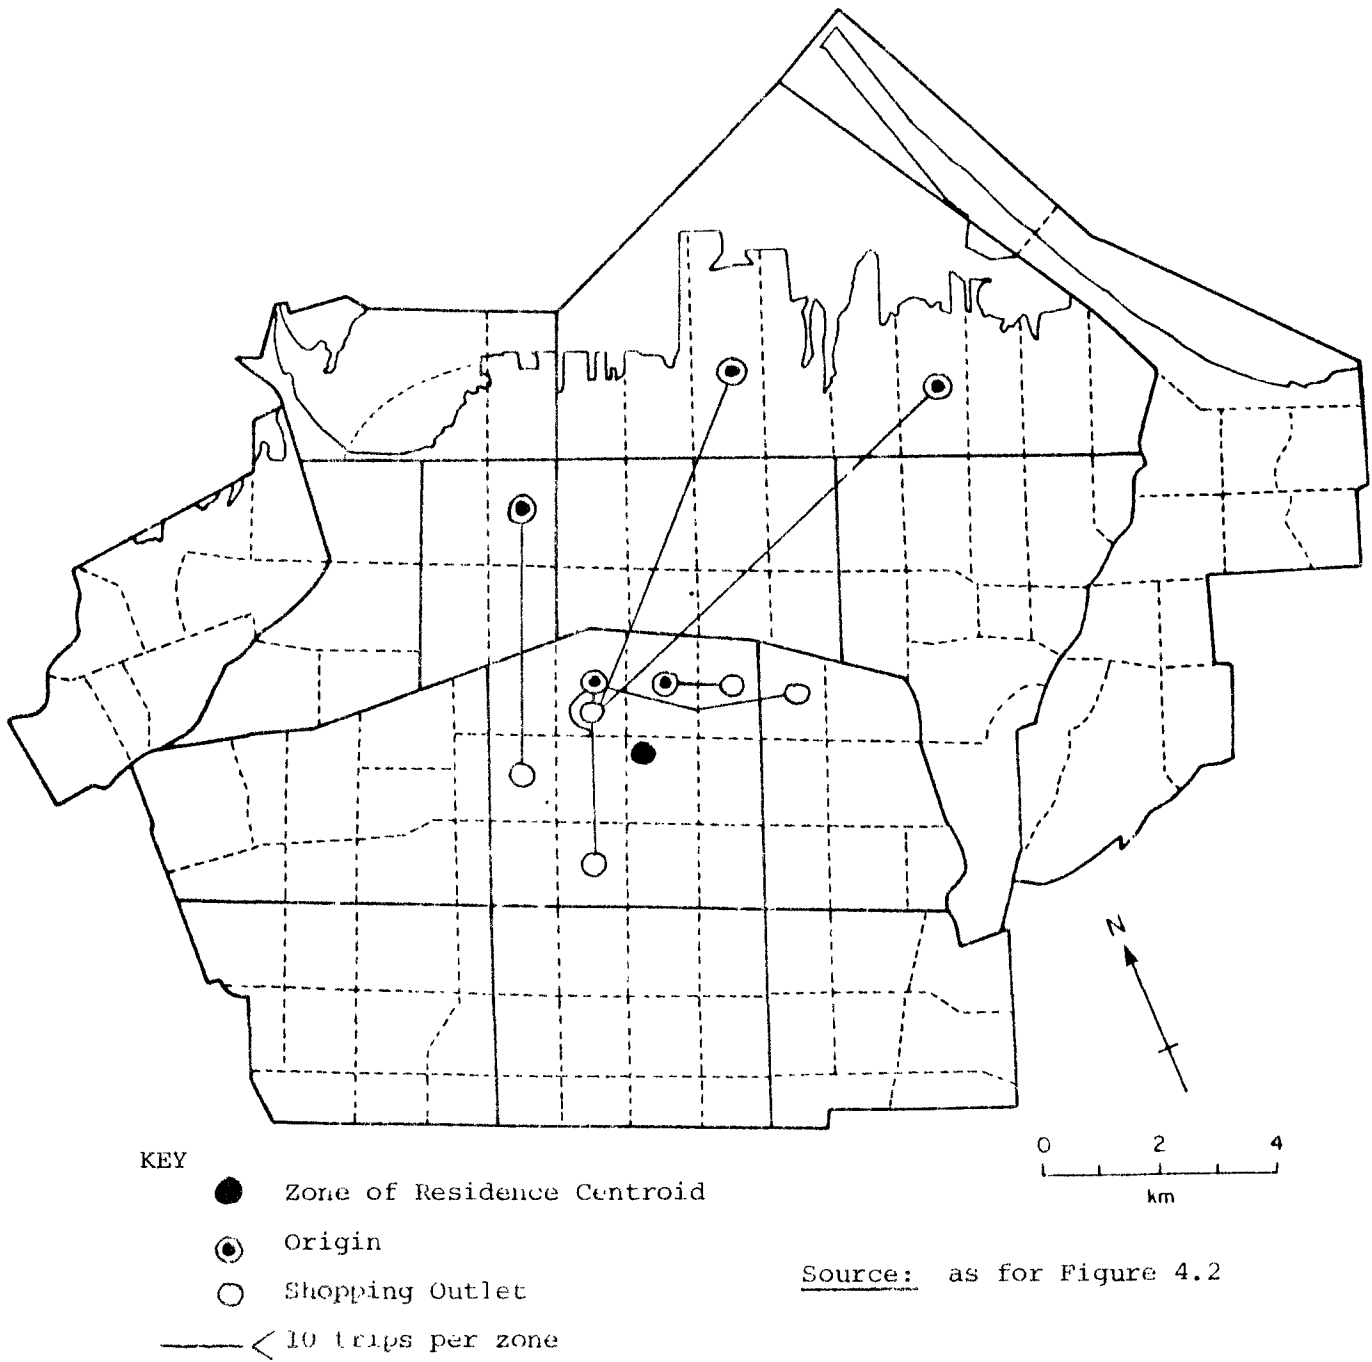 N
0 2 4
km
KEY
Zone of Residence Centroid
Origin
Shopping Outlet
< 10 trips per zone
Source: as for Figure 4.2